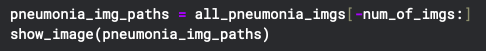 pneumonia_img_paths = all_pneumonia_imgs[-num_of_imgs:]
show_image(pneumonia_img_paths)